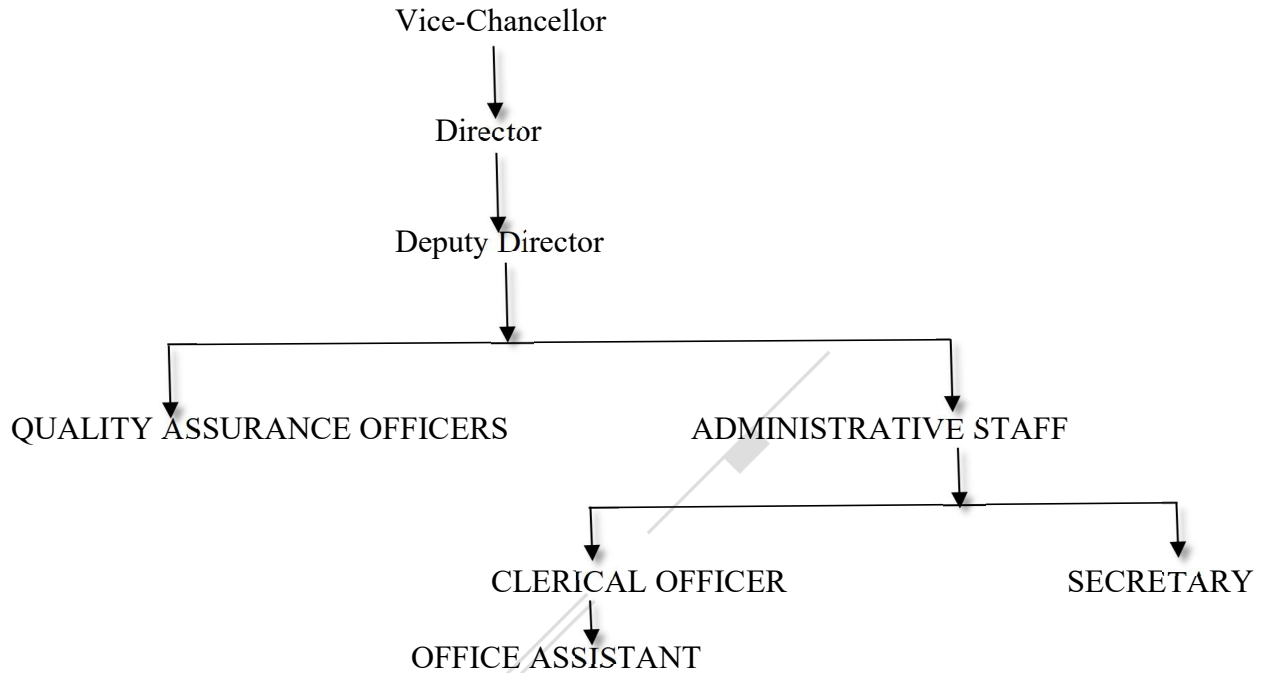 Vice-Chancellor
Director
Deputy Director
QUALITY ASSURANCE OFFICERS
ADMINISTRATIVE STAFF
CLERICAL OFFICER
SECRETARY
OFFICE ASSISTANT